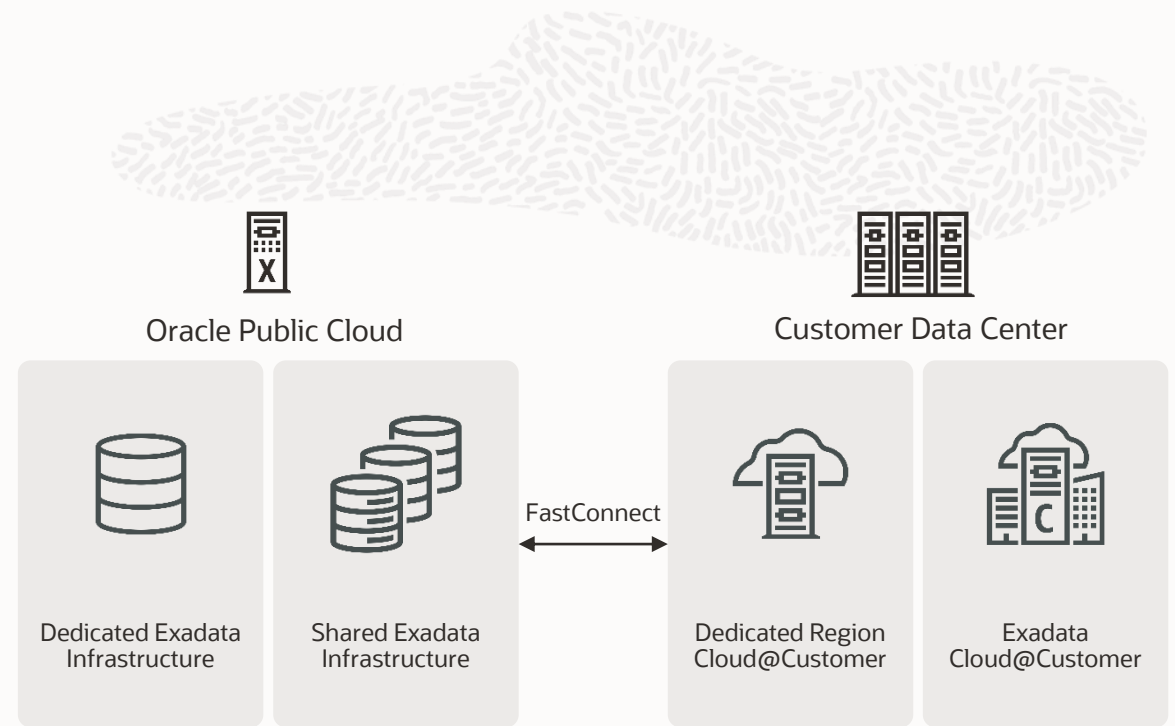 X
Oracle Public Cloud
Customer Data Center
Dedicated Exadata
Infrastructure
Shared Exadata
Infrastructure
FastConnect
Dedicated Region
Cloud@Customer
C
Exadata
Cloud@Customer